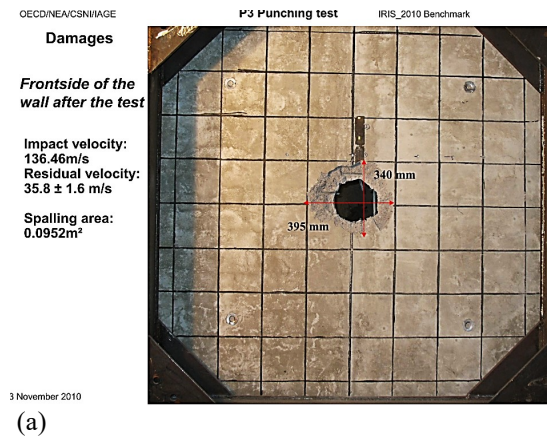 OECD/NEA/CSNI/IAGE
P3 Punching test
IRIS_2010 Benchmark
Damages
Frontside of the
wall after the test
Impact velocity:
136.46m/s
Residual velocity:
35.8 ± 1.6 m/s
Spalling area:
0.0952m²
340 mm
395 mm
3 November 2010
(a)